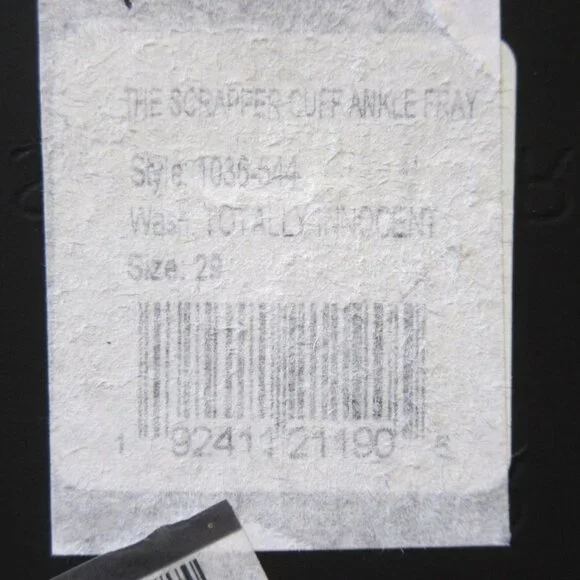 THE SCRAPPER CUFF ANKLE FRAY
Style: 1036-544
Wash: TOTALLY INNOCENT
Size: 29
1 92411 21190 5